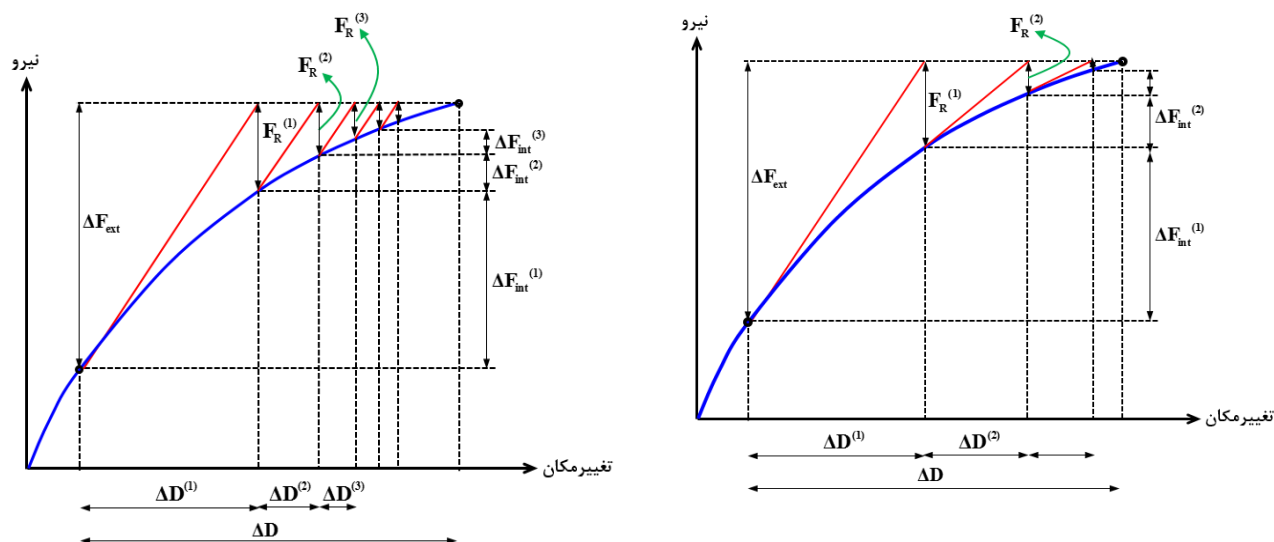 نیرو
F_R^(3)
F_R^(2)
F_R^(1)
ΔF_ext
ΔF_int^(3)
ΔF_int^(2)
ΔF_int^(1)
تغییرمکان
ΔD^(1) ΔD^(2) ΔD^(3)
ΔD
نیرو
F_R^(2)
F_R^(1)
ΔF_int^(2)
ΔF_ext
ΔF_int^(1)
تغییرمکان
ΔD^(1) ΔD^(2)
ΔD